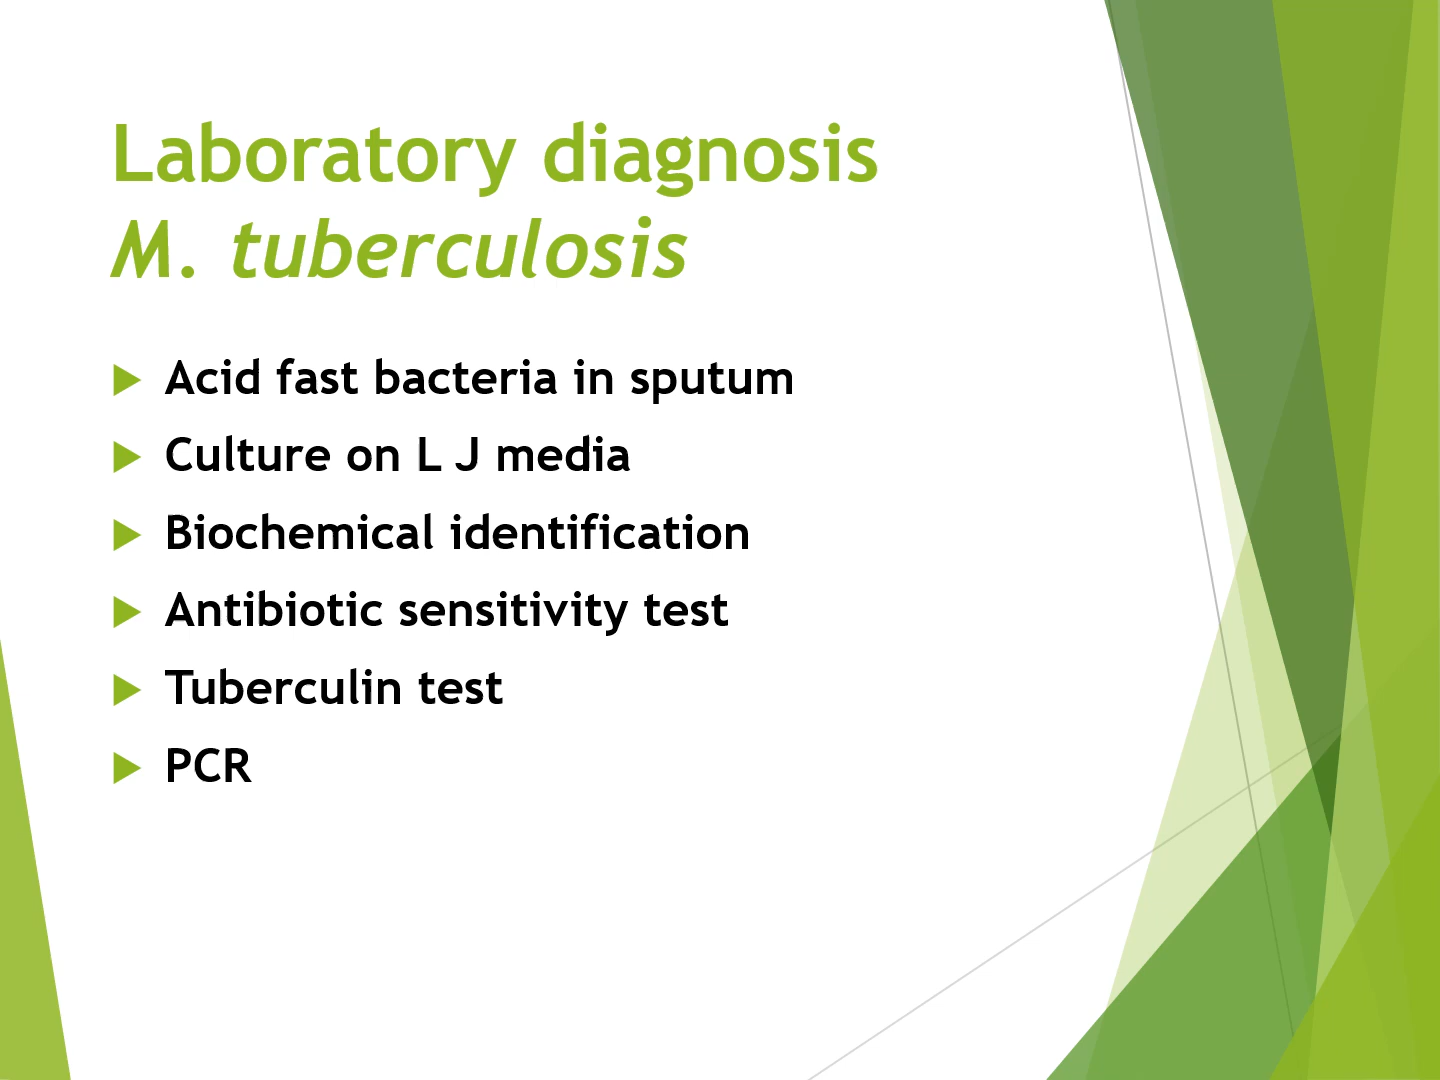 Laboratory diagnosis
M. tuberculosis
Acid fast bacteria in sputum
Culture on L J media
Biochemical identification
Antibiotic sensitivity test
Tuberculin test
PCR